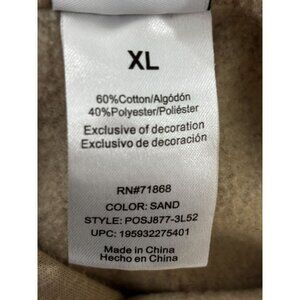 XL
60%Cotton/Algódón
40%Polyester/Poliéster
Exclusive of decoration
Exclusivo de decoración
RN#71868
COLOR: SAND
STYLE: POSJ877-3L52
UPC: 195932275401
Made in China
Hecho en China